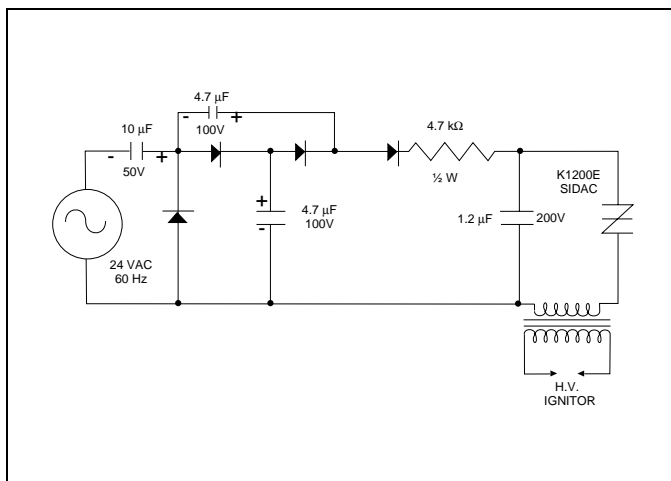 4.7 μF
100V
10 μF
50V
- +
- +
4.7 kΩ
½ W
K1200E
SIDAC
+
-
4.7 μF
100V
1.2 μF
200V
24 VAC
60 Hz
H.V.
IGNITOR